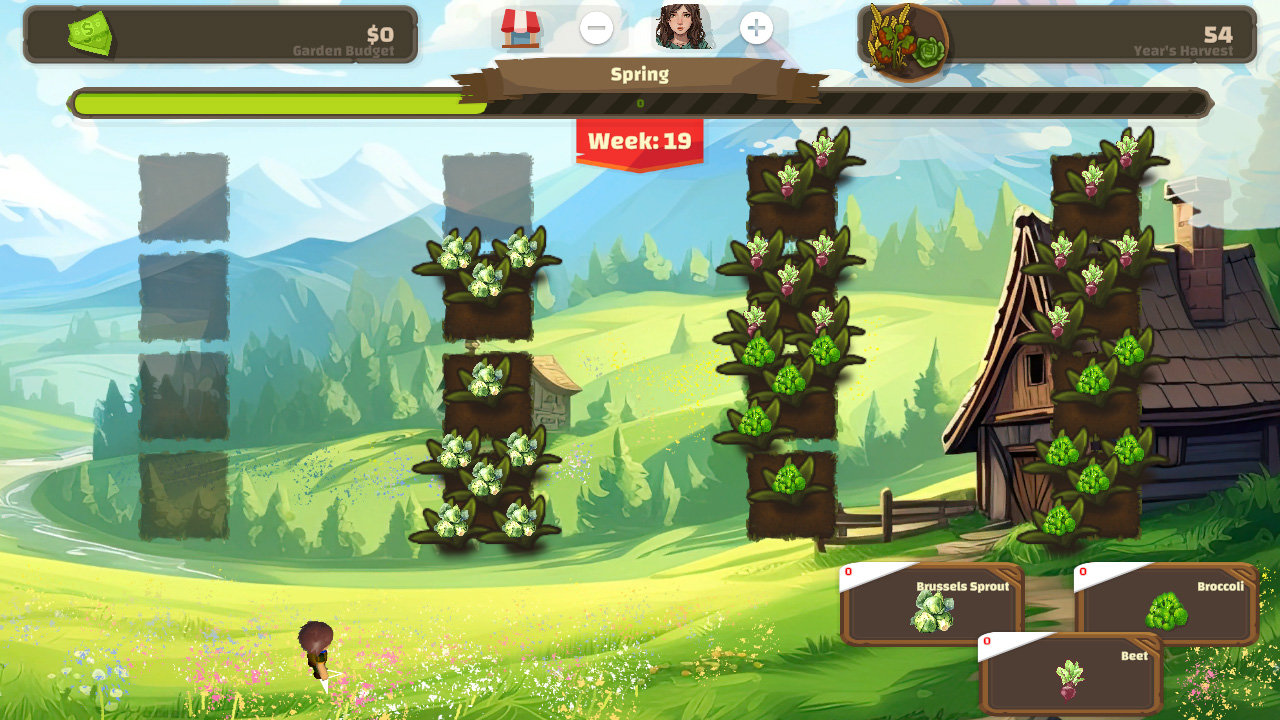 $0
Garden Budget
Spring
0
Week: 19
54
Year's Harvest
0
Brussels Sprout
0
Broccoli
0
Beet